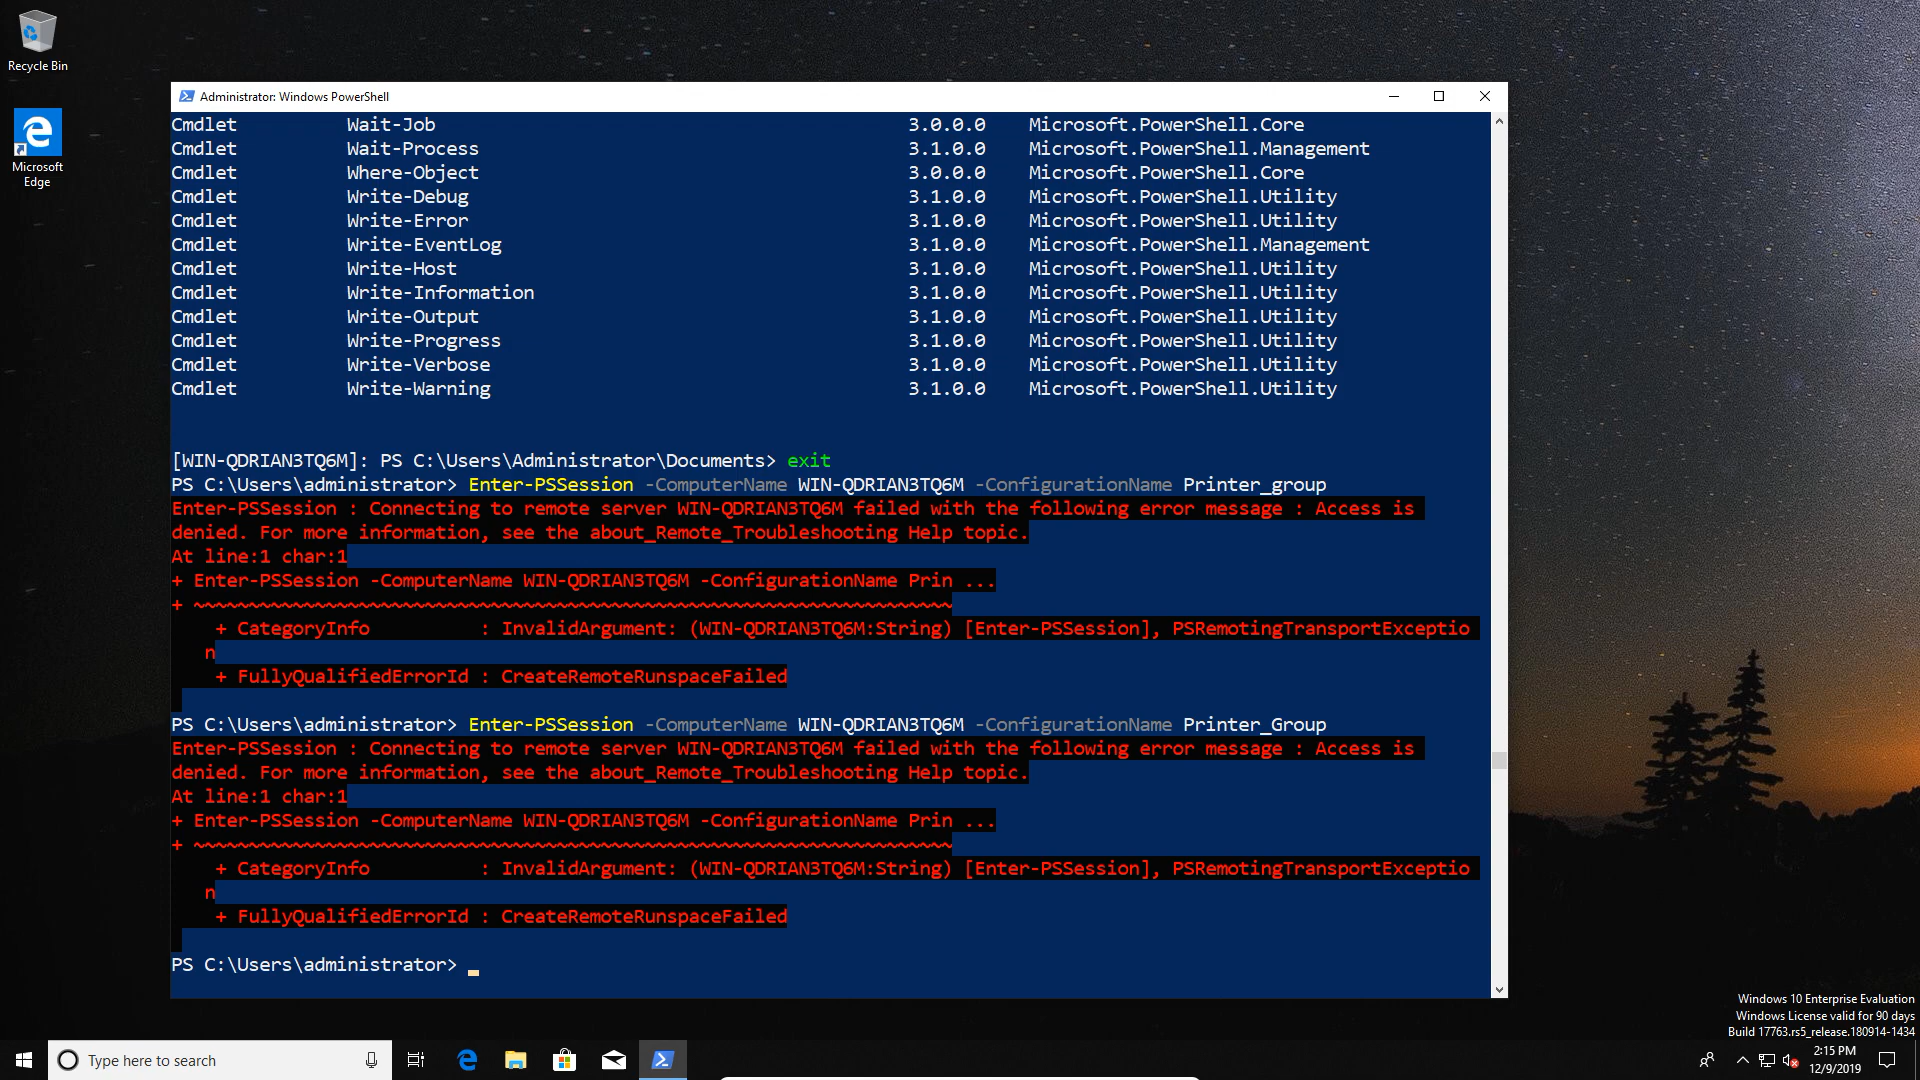 Recycle Bin
Microsoft
Edge
Administrator: Windows PowerShell
Cmdlet Wait-Job 3.0.0.0 Microsoft.PowerShell.Core
Cmdlet Wait-Process 3.1.0.0 Microsoft.PowerShell.Management
Cmdlet Where-Object 3.0.0.0 Microsoft.PowerShell.Core
Cmdlet Write-Debug 3.1.0.0 Microsoft.PowerShell.Utility
Cmdlet Write-Error 3.1.0.0 Microsoft.PowerShell.Utility
Cmdlet Write-EventLog 3.1.0.0 Microsoft.PowerShell.Management
Cmdlet Write-Host 3.1.0.0 Microsoft.PowerShell.Utility
Cmdlet Write-Information 3.1.0.0 Microsoft.PowerShell.Utility
Cmdlet Write-Output 3.1.0.0 Microsoft.PowerShell.Utility
Cmdlet Write-Progress 3.1.0.0 Microsoft.PowerShell.Utility
Cmdlet Write-Verbose 3.1.0.0 Microsoft.PowerShell.Utility
Cmdlet Write-Warning 3.1.0.0 Microsoft.PowerShell.Utility
[WIN-QDRIAN3TQ6M]: PS C:\Users\Administrator\Documents> exit
PS C:\Users\administrator> Enter-PSSession -ComputerName WIN-QDRIAN3TQ6M -ConfigurationName Printer_group
Enter-PSSession : Connecting to remote server WIN-QDRIAN3TQ6M failed with the following error message : Access is
denied. For more information, see the about_Remote_Troubleshooting Help topic.
At line:1 char:1
+ Enter-PSSession -ComputerName WIN-QDRIAN3TQ6M -ConfigurationName Prin ...
+ ~~~~~~~~~~~~~~~~~~~~~~~~~~~~~~~~~~~~~~~~~~~~~~~~~~~~~~~~~~~~~~~~~~~~~
+ CategoryInfo : InvalidArgument: (WIN-QDRIAN3TQ6M:String) [Enter-PSSession], PSRemotingTransportExceptio
n
+ FullyQualifiedErrorId : CreateRemoteRunspaceFailed
PS C:\Users\administrator> Enter-PSSession -ComputerName WIN-QDRIAN3TQ6M -ConfigurationName Printer_Group
Enter-PSSession : Connecting to remote server WIN-QDRIAN3TQ6M failed with the following error message : Access is
denied. For more information, see the about_Remote_Troubleshooting Help topic.
At line:1 char:1
+ Enter-PSSession -ComputerName WIN-QDRIAN3TQ6M -ConfigurationName Prin ...
+ ~~~~~~~~~~~~~~~~~~~~~~~~~~~~~~~~~~~~~~~~~~~~~~~~~~~~~~~~~~~~~~~~~~~~~
+ CategoryInfo : InvalidArgument: (WIN-QDRIAN3TQ6M:String) [Enter-PSSession], PSRemotingTransportExceptio
n
+ FullyQualifiedErrorId : CreateRemoteRunspaceFailed
PS C:\Users\administrator> _
Windows 10 Enterprise Evaluation
Windows License valid for 90 days
Build 17763.rs5_release.180914-1434
Type here to search
2:15 PM
12/9/2019